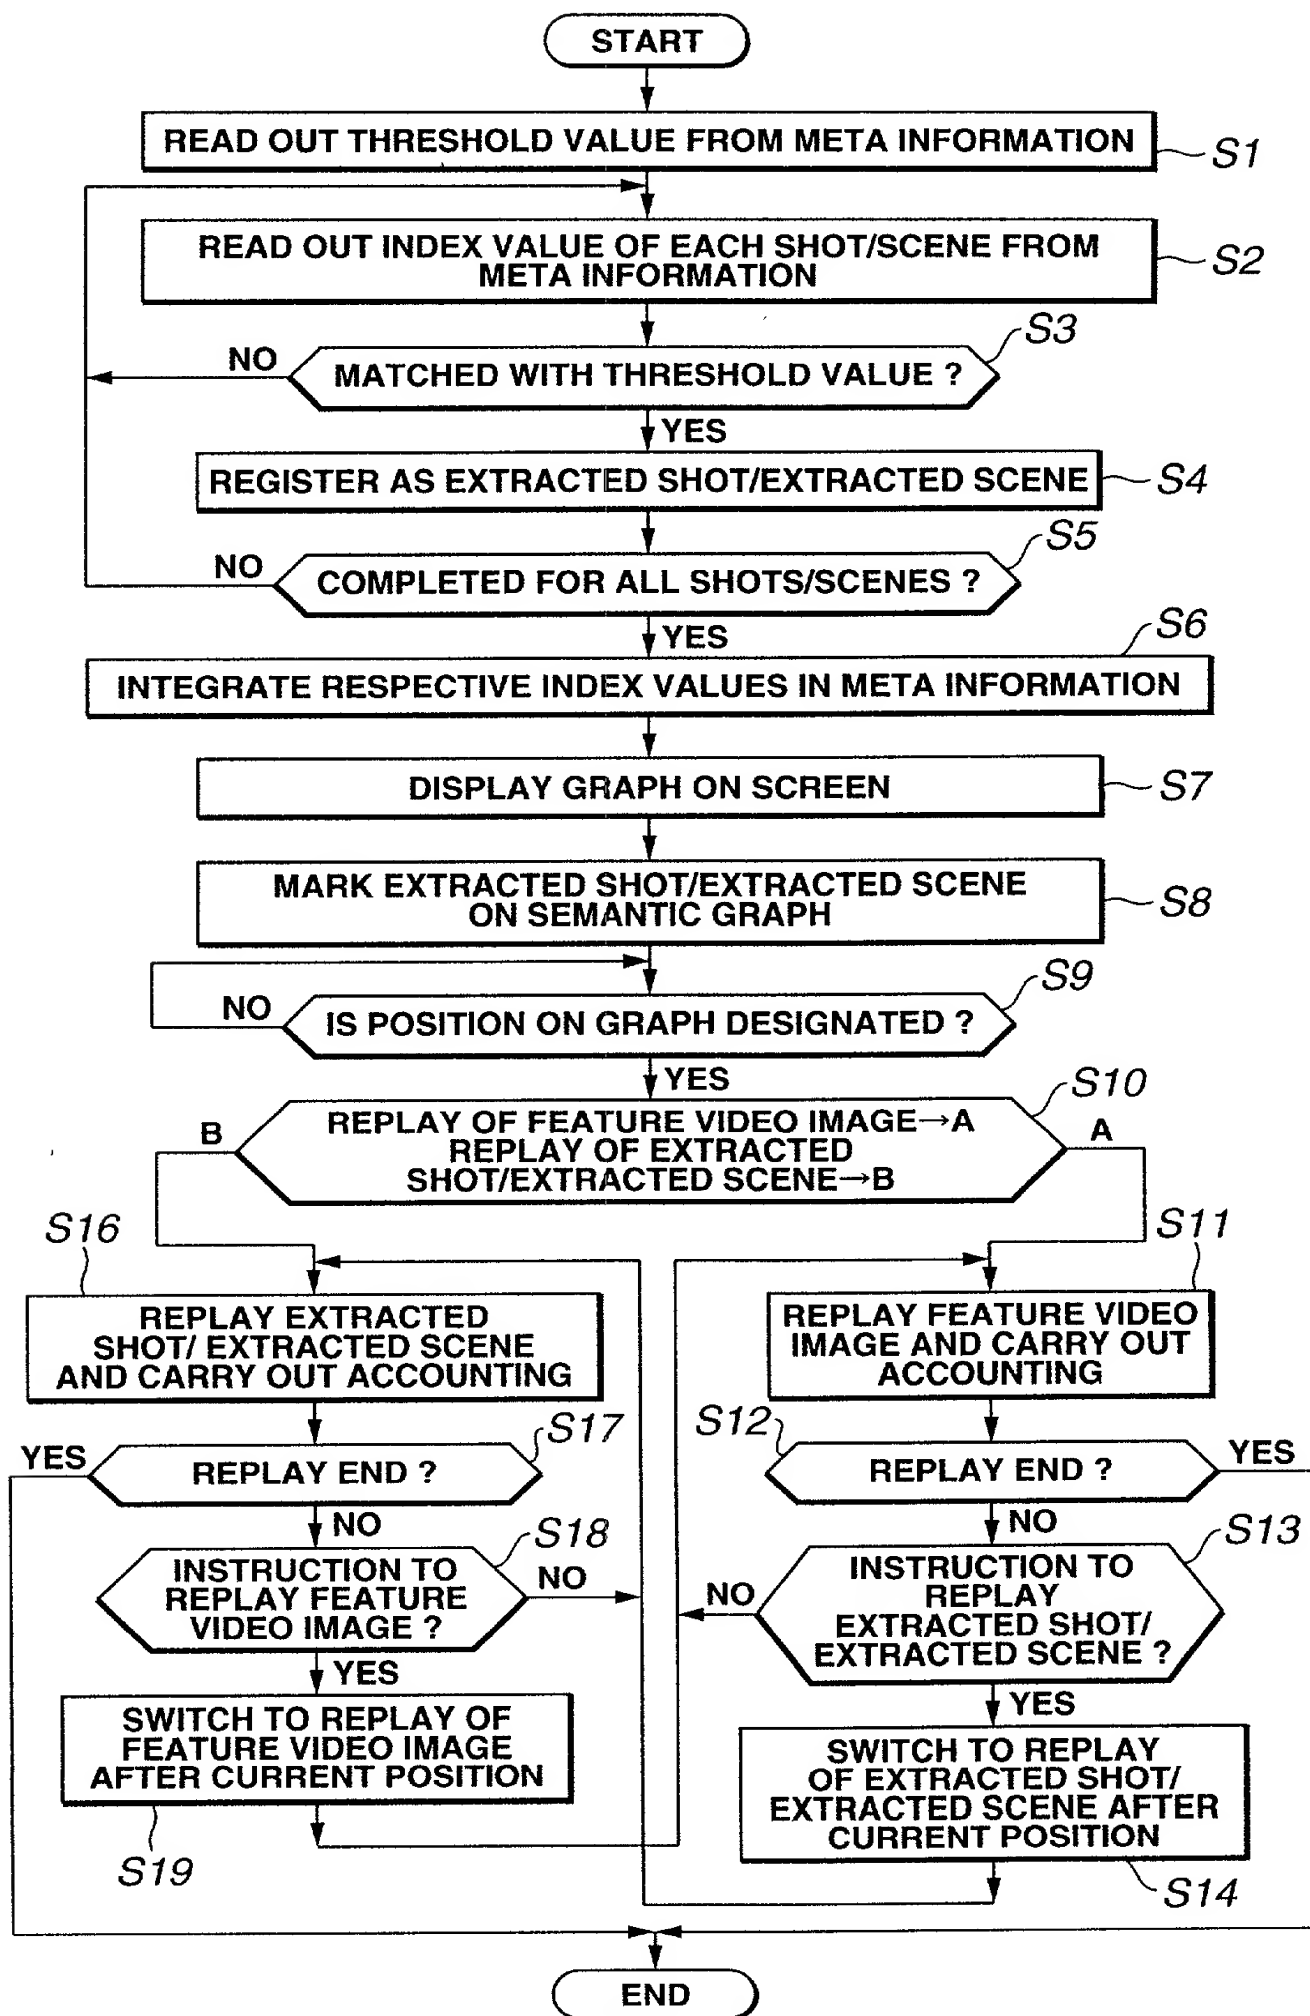 START
READ OUT THRESHOLD VALUE FROM META INFORMATION
S1
READ OUT INDEX VALUE OF EACH SHOT/SCENE FROM
META INFORMATION
S2
S3
NO
MATCHED WITH THRESHOLD VALUE ?
YES
REGISTER AS EXTRACTED SHOT/EXTRACTED SCENE
S4
S5
NO
COMPLETED FOR ALL SHOTS/SCENES ?
YES
S6
INTEGRATE RESPECTIVE INDEX VALUES IN META INFORMATION
DISPLAY GRAPH ON SCREEN
S7
MARK EXTRACTED SHOT/EXTRACTED SCENE
ON SEMANTIC GRAPH
S8
S9
NO
IS POSITION ON GRAPH DESIGNATED ?
YES
S10
B
REPLAY OF FEATURE VIDEO IMAGE→A
REPLAY OF EXTRACTED
SHOT/EXTRACTED SCENE→B
A
S16
REPLAY EXTRACTED
SHOT/ EXTRACTED SCENE
AND CARRY OUT ACCOUNTING
S17
YES
REPLAY END ?
NO
S18
INSTRUCTION TO
REPLAY FEATURE
VIDEO IMAGE ?
NO
YES
SWITCH TO REPLAY OF
FEATURE VIDEO IMAGE
AFTER CURRENT POSITION
S19
S11
REPLAY FEATURE VIDEO
IMAGE AND CARRY OUT
ACCOUNTING
S12
REPLAY END ?
YES
NO
S13
NO
INSTRUCTION TO
REPLAY
EXTRACTED SHOT/
EXTRACTED SCENE ?
YES
SWITCH TO REPLAY
OF EXTRACTED SHOT/
EXTRACTED SCENE AFTER
CURRENT POSITION
S14
END